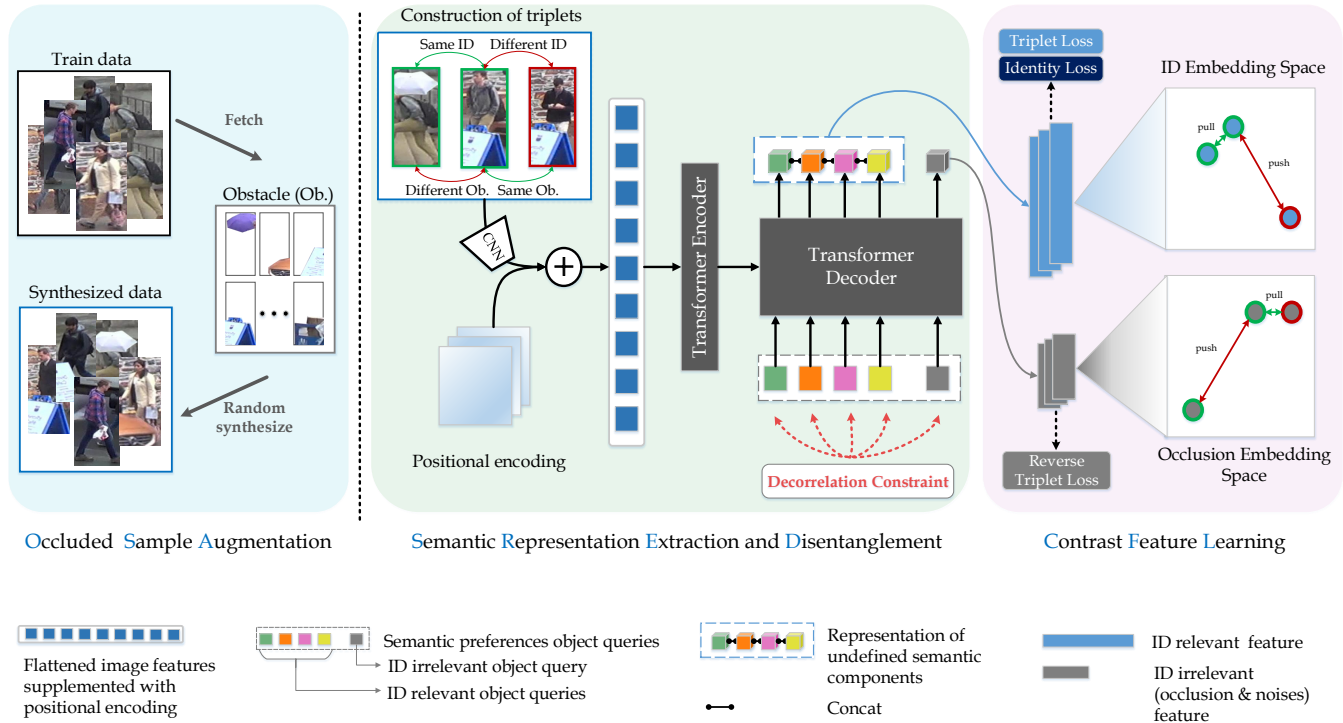 Train data
Fetch
Obstacle (Ob.)
Synthesized data
Random
synthesize
Occluded Sample Augmentation
Construction of triplets
Same ID
Different ID
Different Ob.
Same Ob.
CNN
Positional encoding
Transformer Encoder
Transformer
Decoder
Decorrelation Constraint
Semantic Representation Extraction and Disentanglement
Triplet Loss
Identity Loss
ID Embedding Space
pull
push
pull
push
Reverse
Triplet Loss
Occlusion Embedding
Space
Contrast Feature Learning
Flattened image features
supplemented with
positional encoding
Semantic preferences object queries
ID irrelevant object query
ID relevant object queries
Representation of
undefined semantic
components
Concat
ID relevant feature
ID irrelevant
(occlusion & noises)
feature